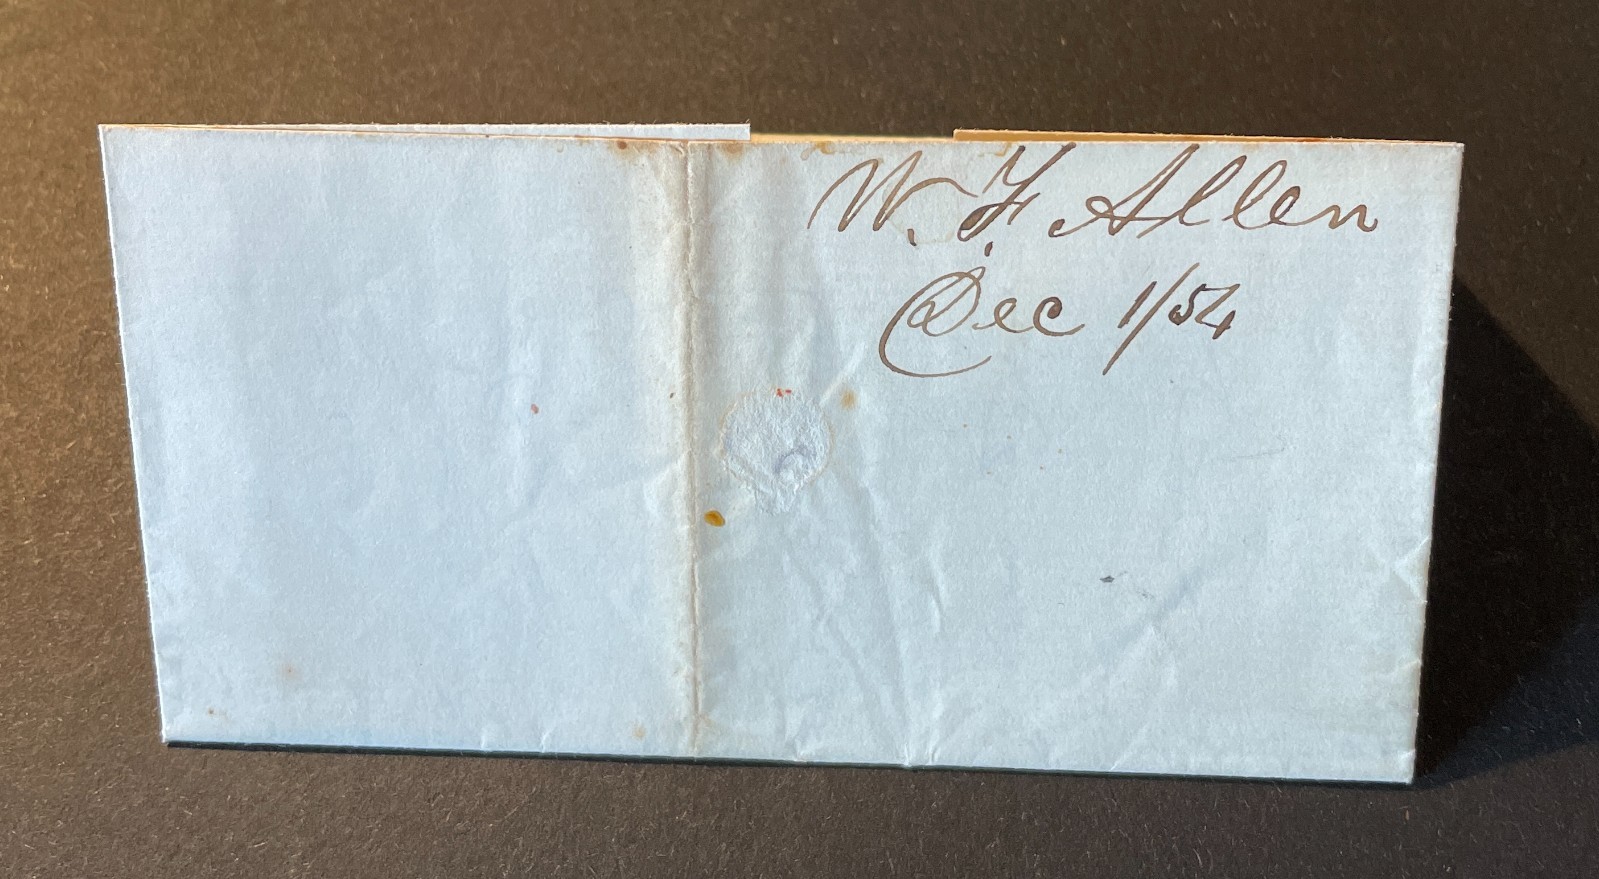 W. F. Allen
Dec 1/54